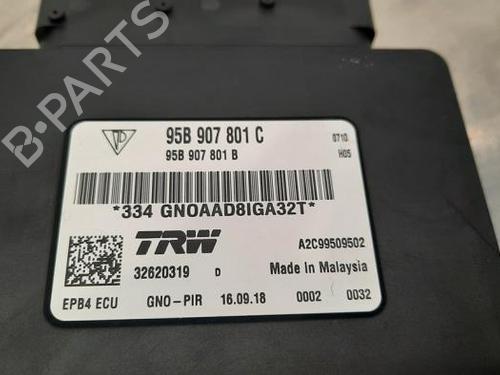 95B 907 801 C
0710
95B 907 801 B
H05
*334 GNOAAD8IGA32T*
TRW
A2C99509502
32620319 D
Made in Malaysia
EPB4 ECU
GNO-PIR 16.09.18 0002 0032
B-PARTS